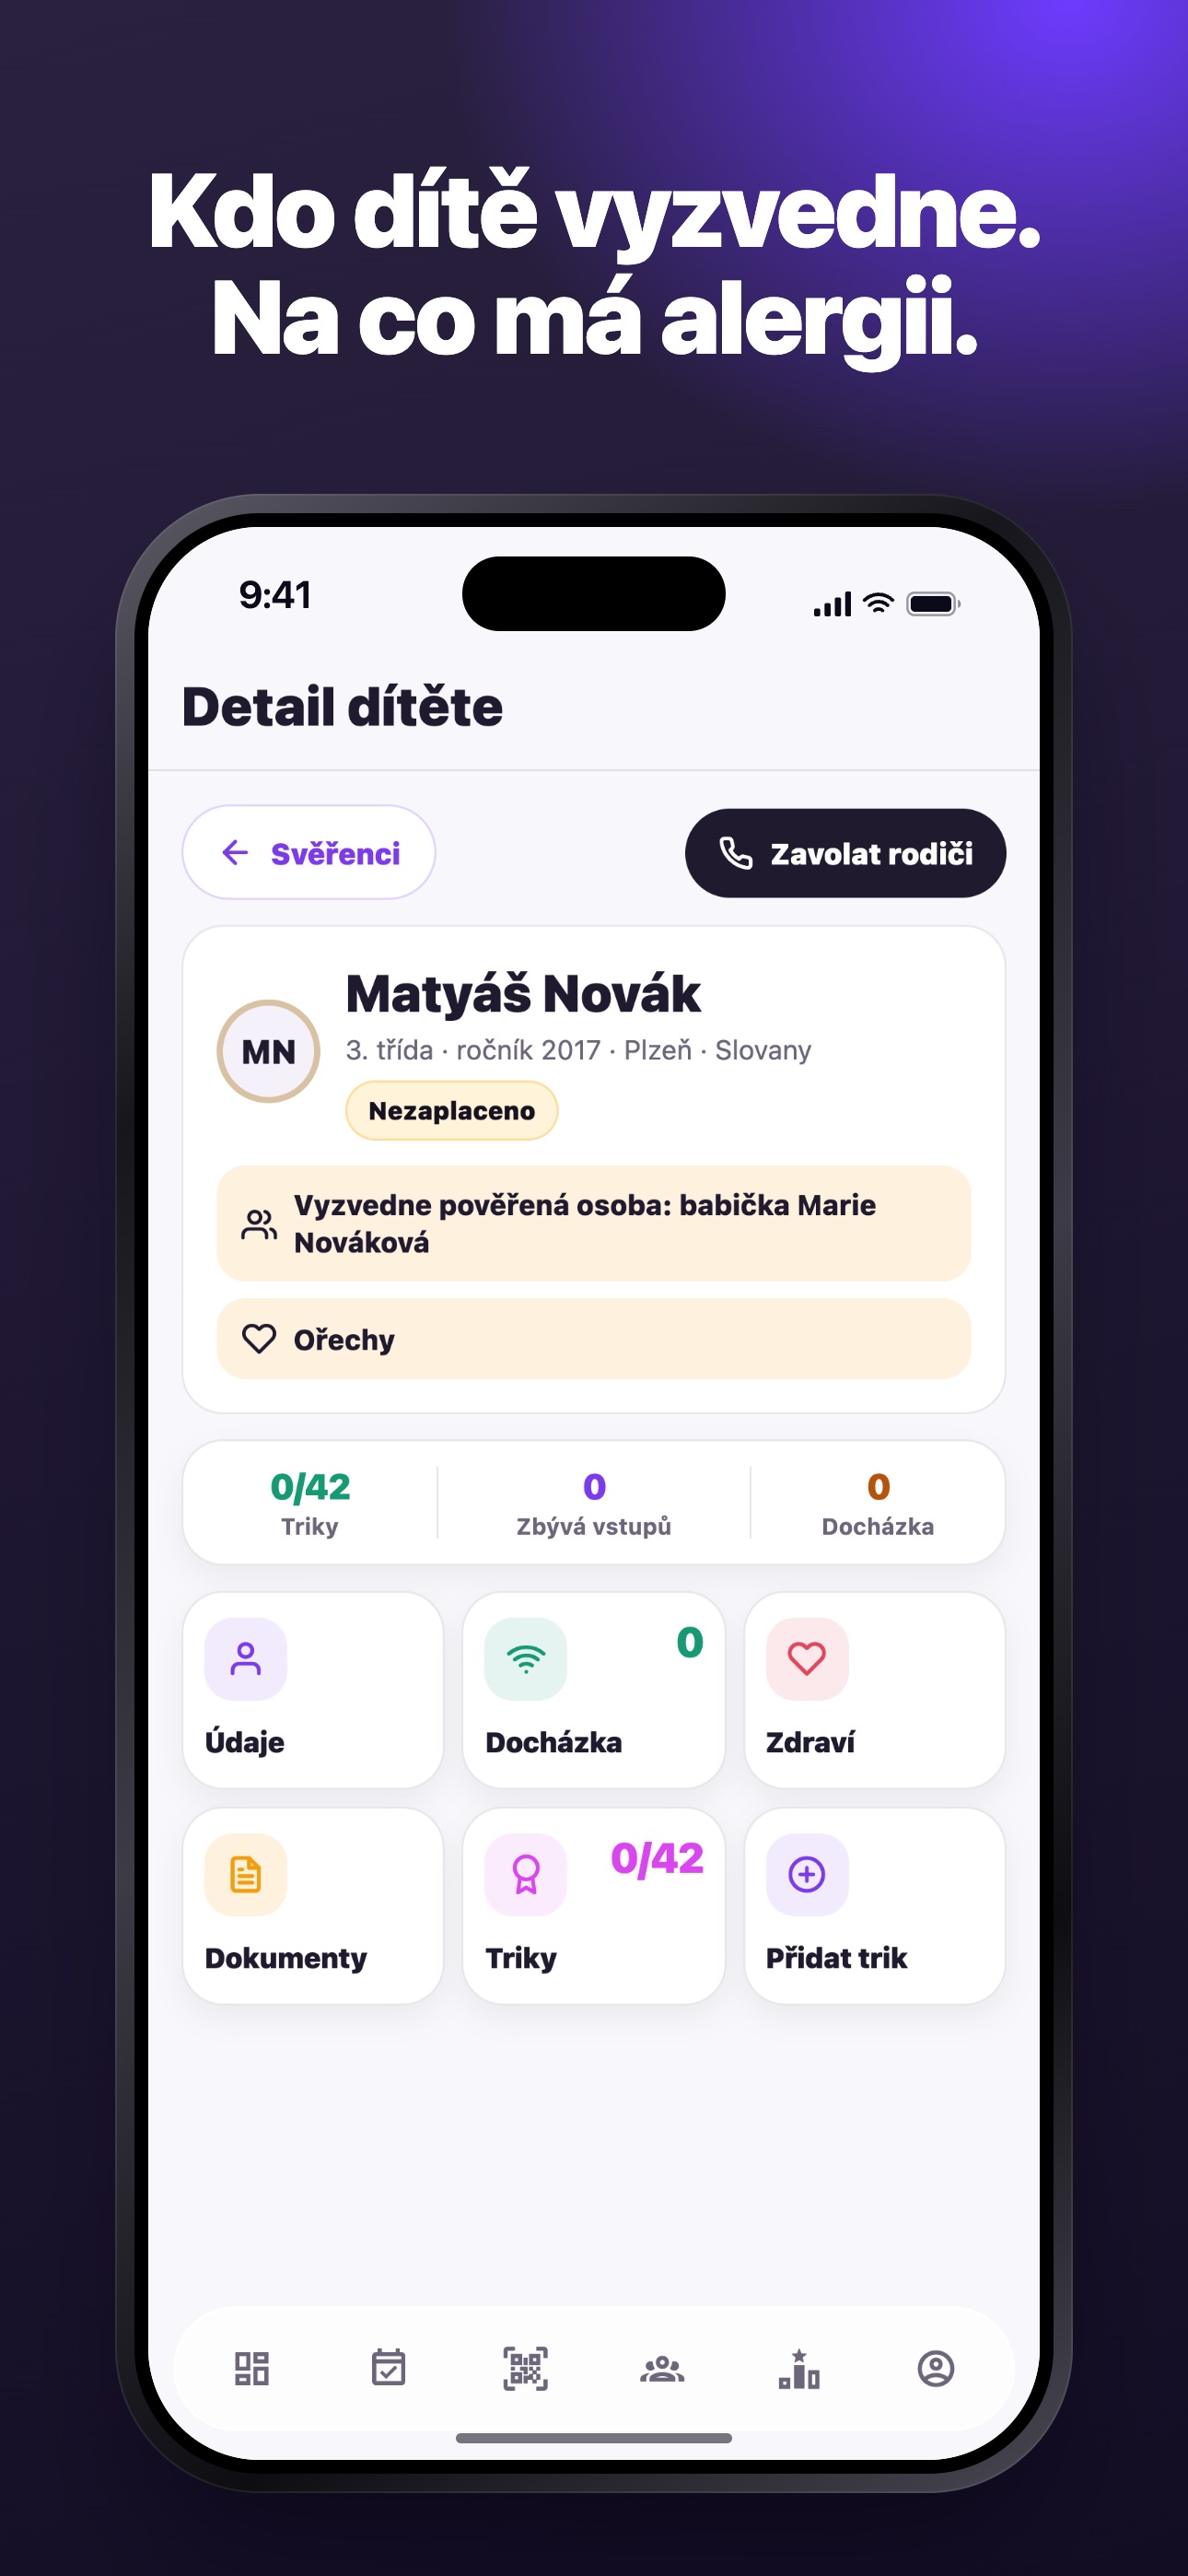 Kdo dítě vyzvedne.
Na co má alergii.
9:41
Detail dítěte
Svěřenci
Zavolat rodiči
MN
Matyáš Novák
3. třída · ročník 2017 · Plzeň · Slovany
Nezaplaceno
Vyzvedne pověřená osoba: babička Marie
Nováková
Ořechy
0/42
Triky
0
Zbývá vstupů
0
Docházka
Údaje
0
Docházka
Zdraví
Dokumenty
0/42
Triky
Přidat trik